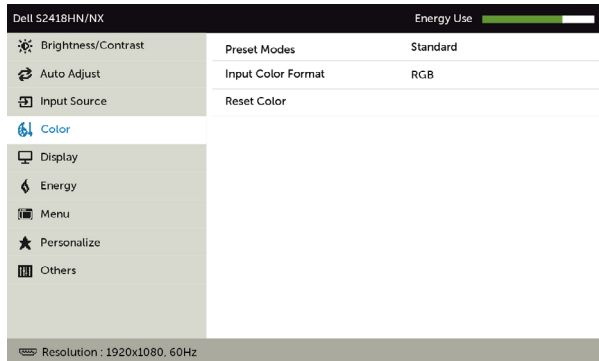 Dell S2418HN/NX Energy Use
Brightness/Contrast
Auto Adjust
Input Source
Color
Display
Energy
Menu
Personalize
Others
Preset Modes Standard
Input Color Format RGB
Reset Color
Resolution : 1920x1080, 60Hz